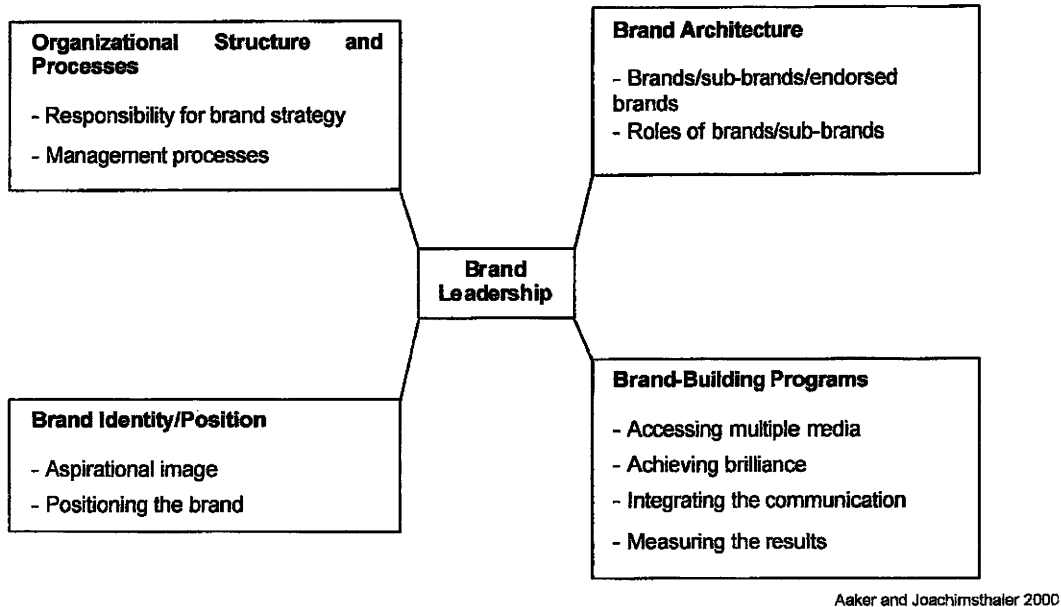 Organizational Structure and
Processes
- Responsibility for brand strategy
- Management processes
Brand Architecture
- Brands/sub-brands/endorsed
brands
- Roles of brands/sub-brands
Brand
Leadership
Brand Identity/Position
- Aspirational image
- Positioning the brand
Brand-Building Programs
- Accessing multiple media
- Achieving brilliance
- Integrating the communication
- Measuring the results
Aaker and Joachimsthaler 2000